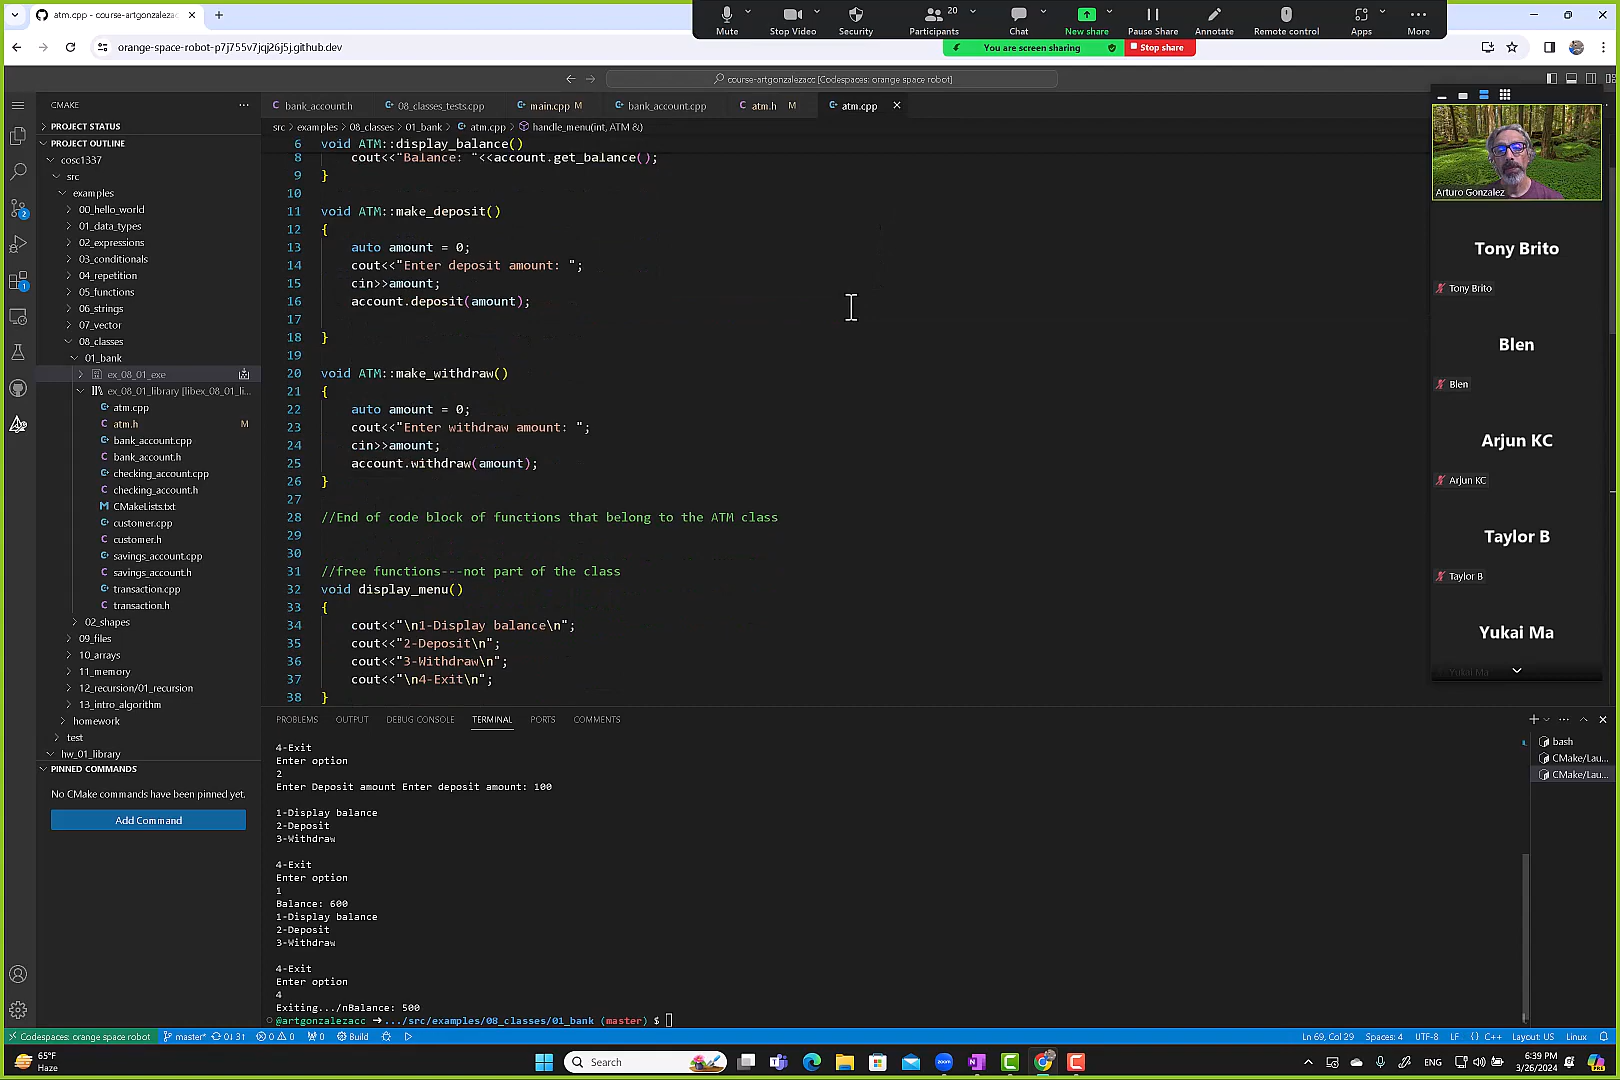 atm.cpp - course-artgonzalezac
Mute
Stop Video
Security
Participants
20
Chat
New share
Pause Share
Annotate
Remote control
Apps
More
You are screen sharing
Stop share
orange-space-robot-p7j755v7jqj26j5j.github.dev
course-artgonzalezacc [Codespaces: orange space robot]
CMAKE
PROJECT STATUS
PROJECT OUTLINE
cosc1337
src
examples
00_hello_world
01_data_types
02_expressions
03_conditionals
04_repetition
05_functions
06_strings
07_vector
08_classes
01_bank
ex_08_01_exe
ex_08_01_library [libex_08_01_li...
atm.cpp
atm.h M
bank_account.cpp
bank_account.h
checking_account.cpp
checking_account.h
CMakeLists.txt
customer.cpp
customer.h
savings_account.cpp
savings_account.h
transaction.cpp
transaction.h
02_shapes
09_files
10_arrays
11_memory
12_recursion/01_recursion
13_intro_algorithm
homework
test
hw_01_library
PINNED COMMANDS
No CMake commands have been pinned yet.
Add Command
bank_account.h
08_classes_tests.cpp
main.cpp M
bank_account.cpp
atm.h M
atm.cpp
src > examples > 08_classes > 01_bank > atm.cpp > handle_menu(int, ATM &)
6 void ATM::display_balance()
8 cout<<"Balance: "<<account.get_balance();
9 }
10
11 void ATM::make_deposit()
12 {
13 auto amount = 0;
14 cout<<"Enter deposit amount: ";
15 cin>>amount;
16 account.deposit(amount);
17
18 }
19
20 void ATM::make_withdraw()
21 {
22 auto amount = 0;
23 cout<<"Enter withdraw amount: ";
24 cin>>amount;
25 account.withdraw(amount);
26 }
27
28 //End of code block of functions that belong to the ATM class
29
30
31 //free functions---not part of the class
32 void display_menu()
33 {
34 cout<<"\n1-Display balance\n";
35 cout<<"2-Deposit\n";
36 cout<<"3-Withdraw\n";
37 cout<<"\n4-Exit\n";
38 }
PROBLEMS OUTPUT DEBUG CONSOLE TERMINAL PORTS COMMENTS
4-Exit
Enter option
2
Enter Deposit amount Enter deposit amount: 100
1-Display balance
2-Deposit
3-Withdraw
4-Exit
Enter option
1
Balance: 600
1-Display balance
2-Deposit
3-Withdraw
4-Exit
Enter option
4
Exiting.../nBalance: 500
@artgonzalezacc ➜ .../src/examples/08_classes/01_bank (master) $
bash
CMake/Lau...
CMake/Lau...
Arturo Gonzalez
Tony Brito
Tony Brito
Blen
Blen
Arjun KC
Arjun KC
Taylor B
Taylor B
Yukai Ma
Yukai Ma
Codespaces: orange space robot
master*
0↓ 31↑
0 0
0
Build
Ln 69, Col 29
Spaces: 4
UTF-8
LF
{} C++
Layout: US
Linux
65°F
Haze
Search
ENG
6:39 PM
3/26/2024